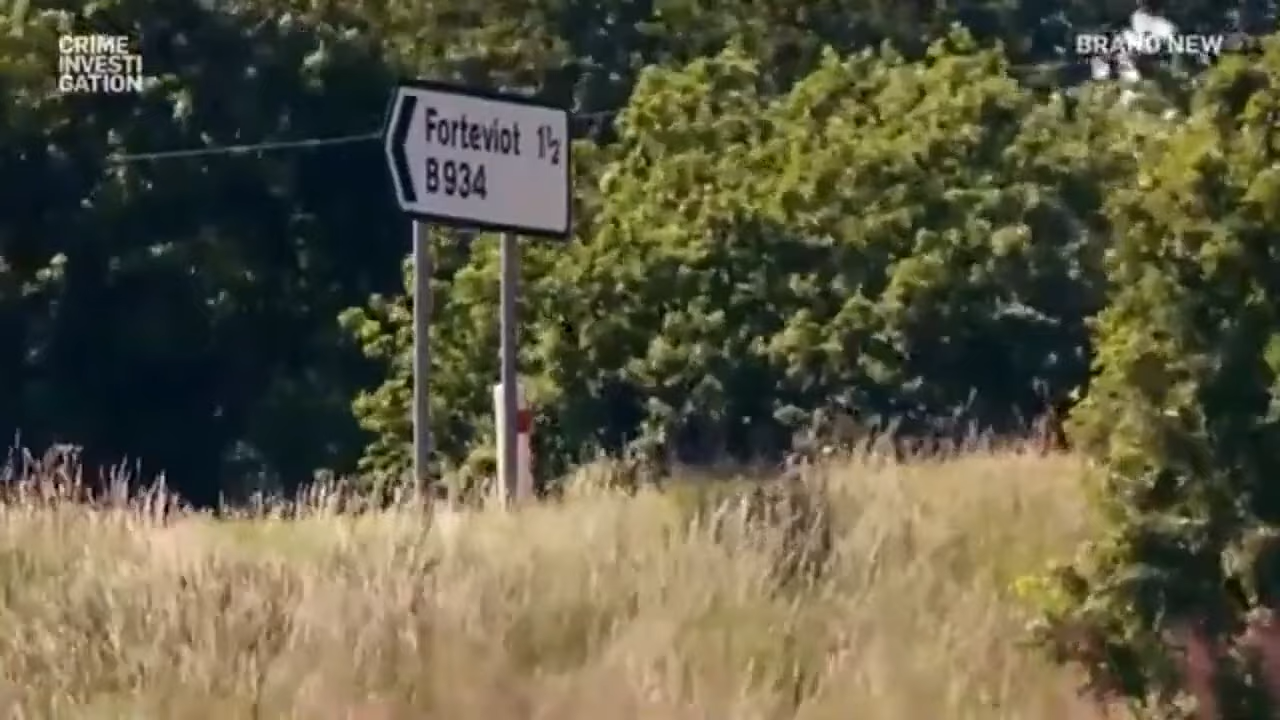 CRIME
INVESTI
GATION
BRAND NEW
Forteviot 1½
B934